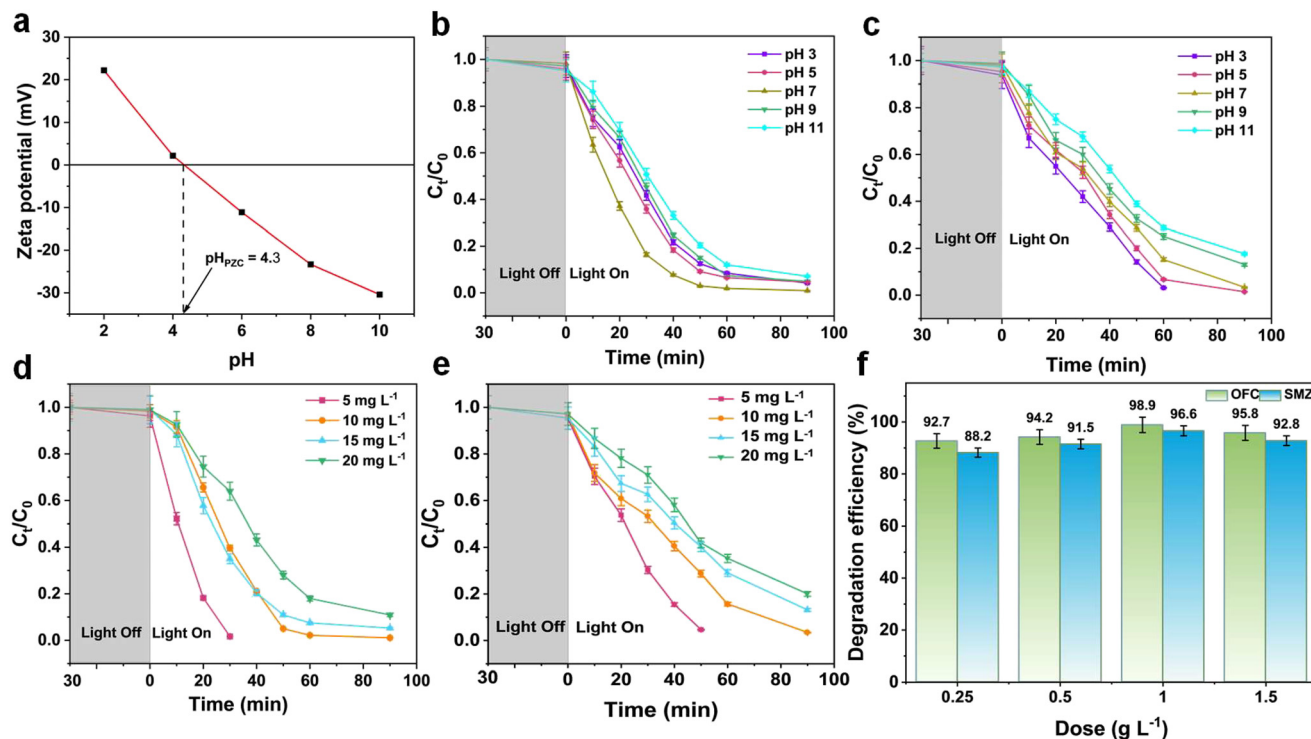 a
Zeta potential (mV)
30
20
10
0
-10
-20
-30
pH_PZC = 4.3
2 4 6 8 10
pH
b
C_t/C_0
1.0
0.8
0.6
0.4
0.2
0.0
pH 3
pH 5
pH 7
pH 9
pH 11
Light Off Light On
30 0 20 40 60 80 100
Time (min)
c
C_t/C_0
1.0
0.8
0.6
0.4
0.2
0.0
pH 3
pH 5
pH 7
pH 9
pH 11
Light Off Light On
30 0 20 40 60 80 100
Time (min)
d
C_t/C_0
1.0
0.8
0.6
0.4
0.2
0.0
5 mg L⁻¹
10 mg L⁻¹
15 mg L⁻¹
20 mg L⁻¹
Light Off Light On
30 0 20 40 60 80 100
Time (min)
e
C_t/C_0
1.0
0.8
0.6
0.4
0.2
0.0
5 mg L⁻¹
10 mg L⁻¹
15 mg L⁻¹
20 mg L⁻¹
Light Off Light On
30 0 20 40 60 80 100
Time (min)
f
Degradation efficiency (%)
OFC SMZ
100
80
60
40
20
0
92.7 88.2 94.2 91.5 98.9 96.6 95.8 92.8
0.25 0.5 1 1.5
Dose (g L⁻¹)